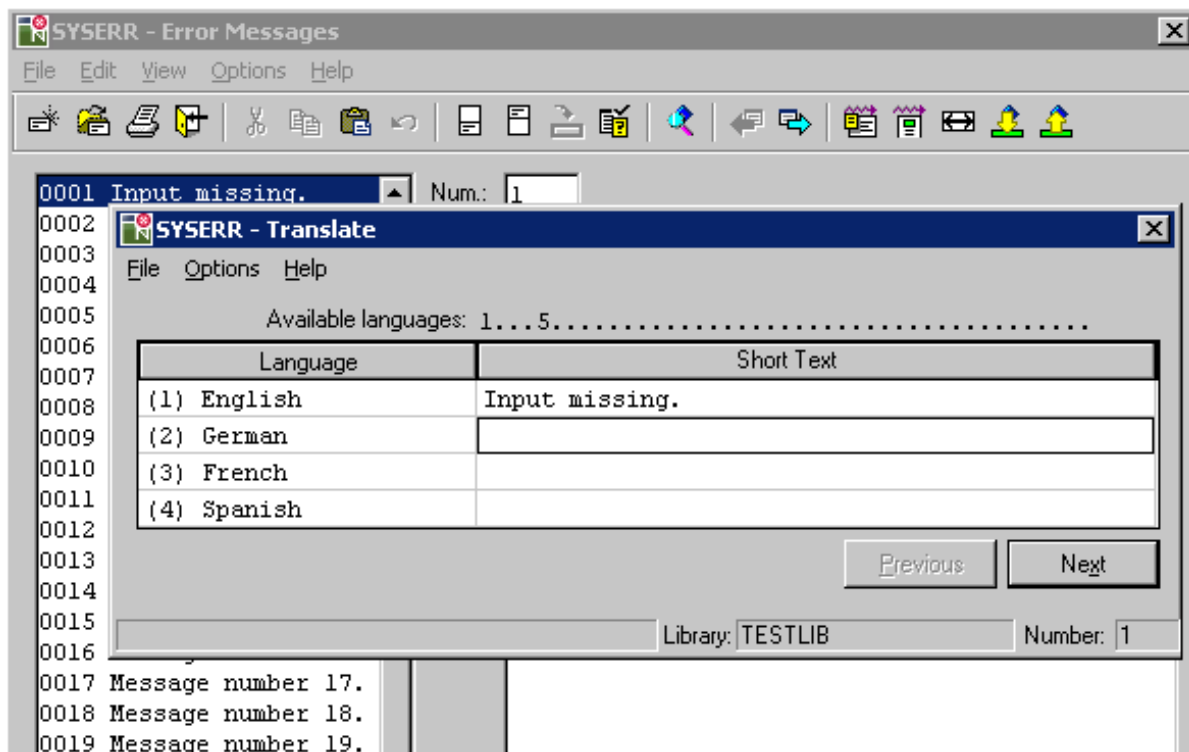 SYSERR - Error Messages
File Edit View Options Help
0001 Input missing.
Num.: 1
0002
0003
0004
0005
0006
0007
0008
0009
0010
0011
0012
0013
0014
0015
0016
0017 Message number 17.
0018 Message number 18.
0019 Message number 19.
SYSERR - Translate
File Options Help
Available languages: 1...5......................................
Language Short Text
(1) English Input missing.
(2) German
(3) French
(4) Spanish
Previous Next
Library: TESTLIB Number: 1